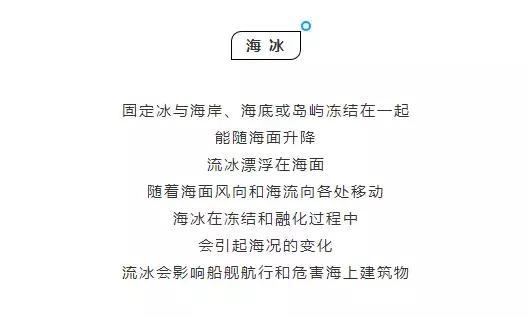 海冰
固定冰与海岸、海底或岛屿冻结在一起
能随海面升降
流冰漂浮在海面
随着海面风向和海流向各处移动
海冰在冻结和融化过程中
会引起海况的变化
流冰会影响船舰航行和危害海上建筑物